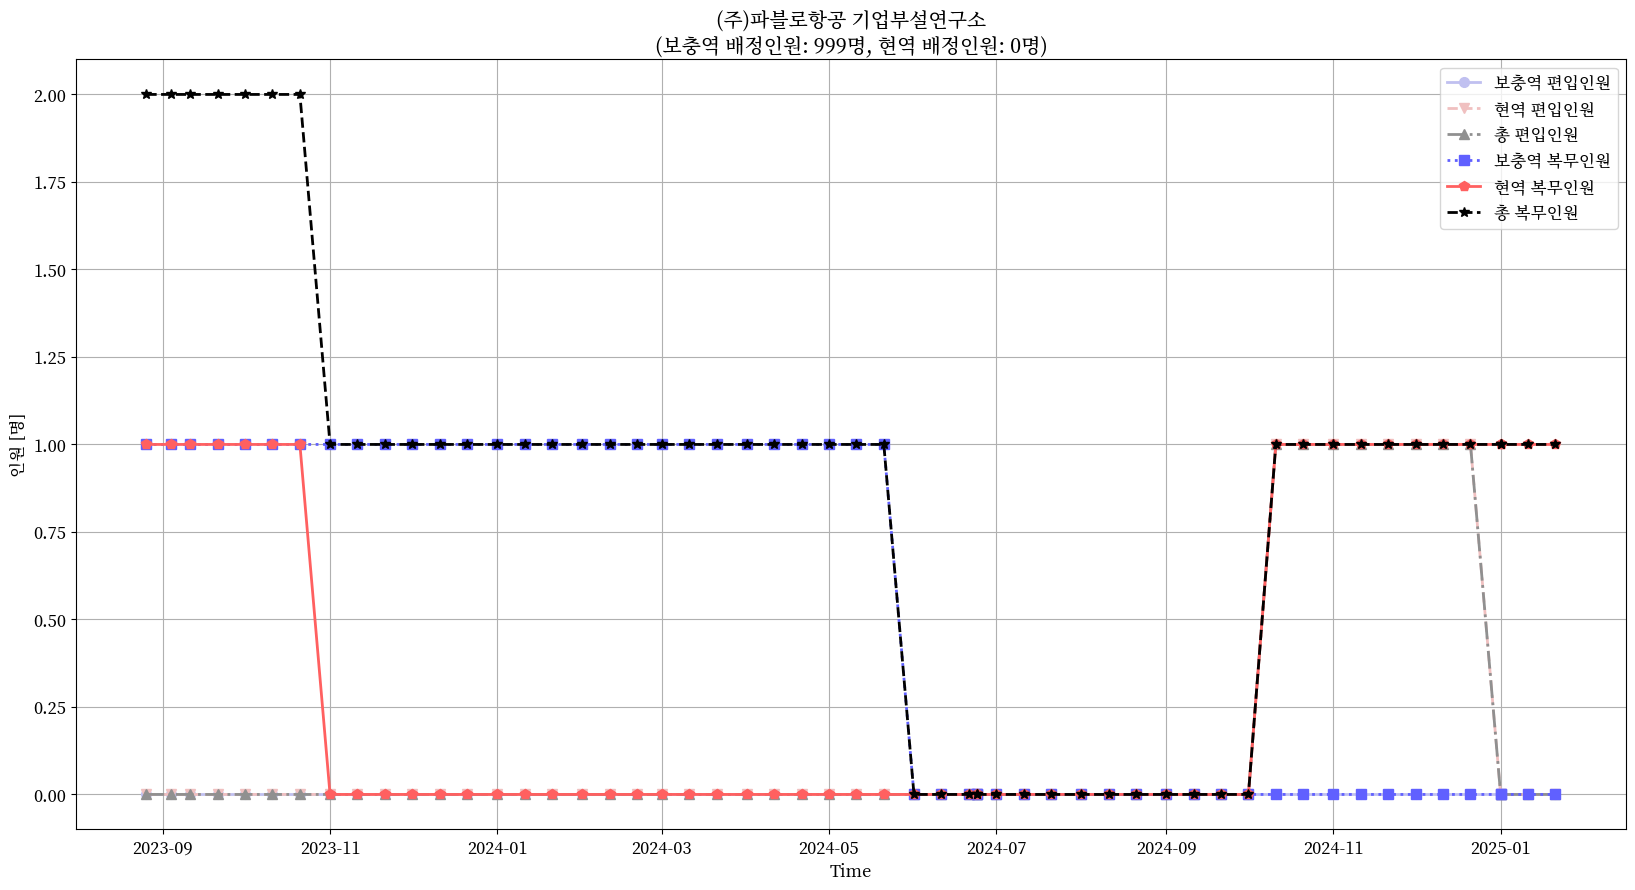 (주)파블로항공 기업부설연구소
(보충역 배정인원: 999명, 현역 배정인원: 0명)
보충역 편입인원
현역 편입인원
총 편입인원
보충역 복무인원
현역 복무인원
총 복무인원
2.00
1.75
1.50
1.25
1.00
0.75
0.50
0.25
0.00
인원 [명]
2023-09 2023-11 2024-01 2024-03 2024-05 2024-07 2024-09 2024-11 2025-01
Time